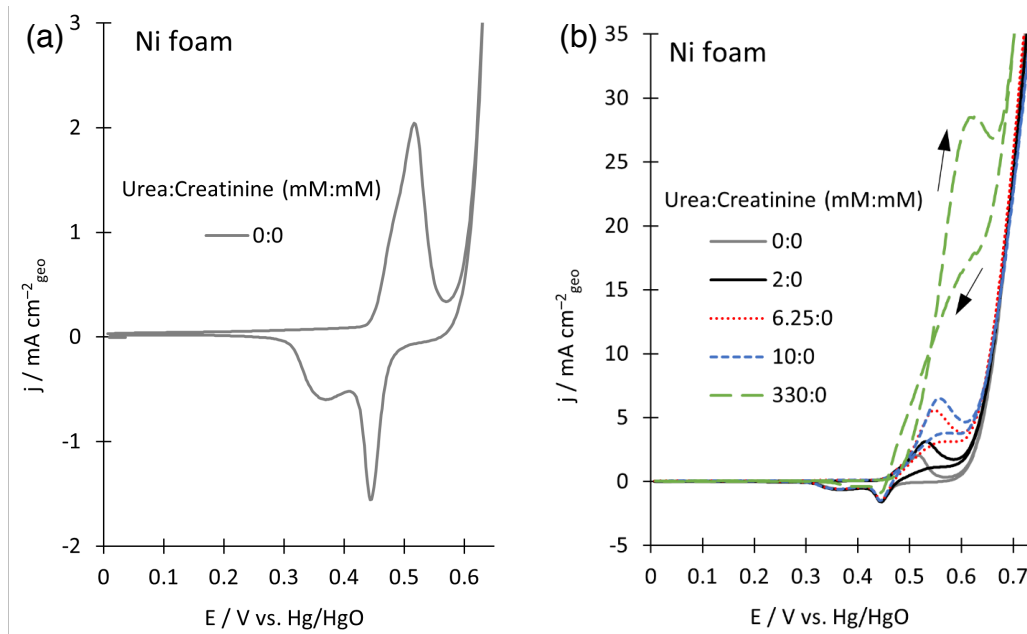 (a)
Ni foam
3
2
1
0
-1
-2
Urea:Creatinine (mM:mM)
0:0
j / mA cm⁻²geo
0 0.1 0.2 0.3 0.4 0.5 0.6
E / V vs. Hg/HgO
(b)
Ni foam
35
30
25
20
15
10
5
0
-5
Urea:Creatinine (mM:mM)
0:0
2:0
6.25:0
10:0
330:0
j / mA cm⁻²geo
0 0.1 0.2 0.3 0.4 0.5 0.6 0.7
E / V vs. Hg/HgO